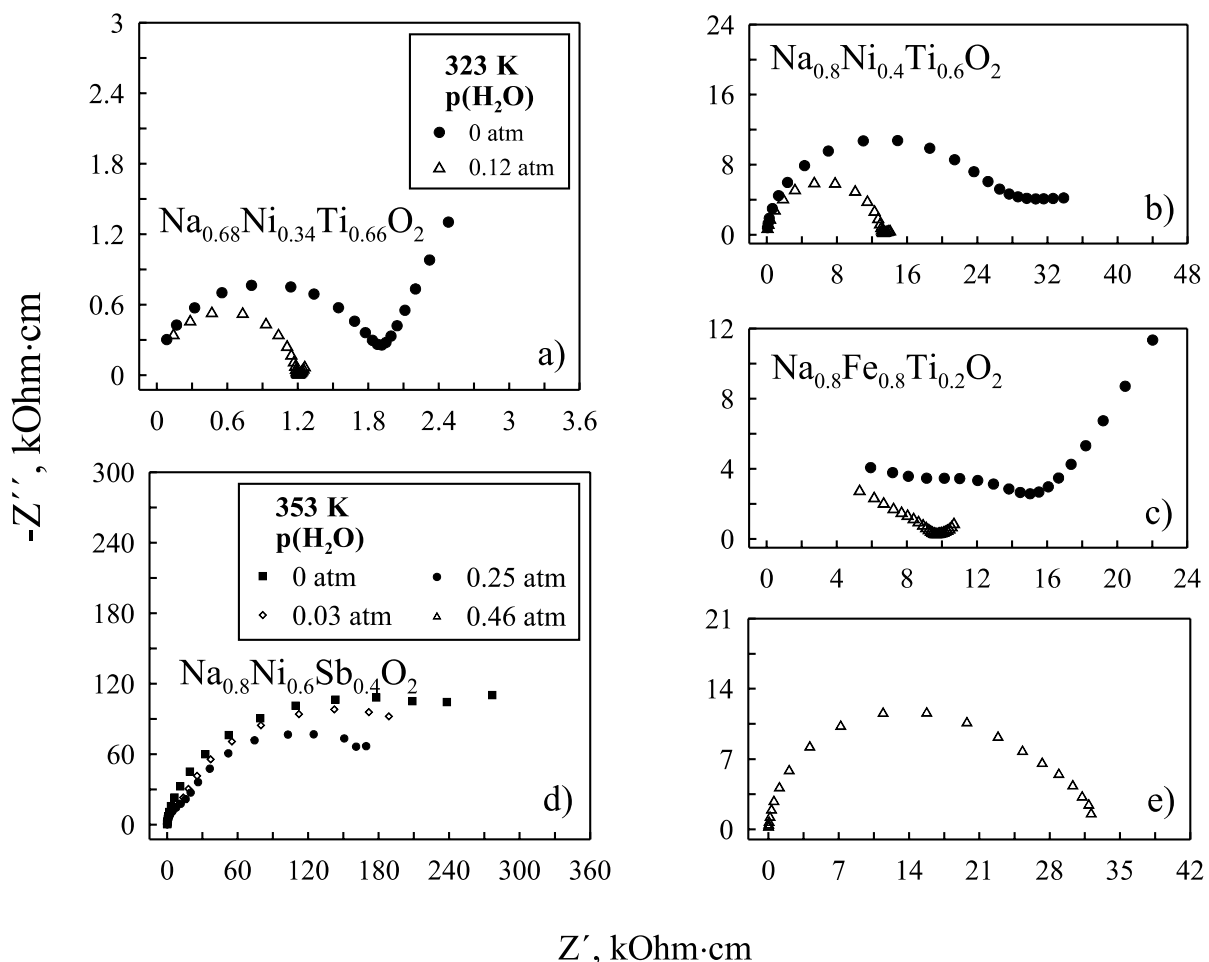 3
2.4
1.8
1.2
0.6
0
323 K
p(H₂O)
0 atm
0.12 atm
Na₀.₆₈Ni₀.₃₄Ti₀.₆₆O₂
a)
0 0.6 1.2 1.8 2.4 3 3.6
24
16
8
0
Na₀.₈Ni₀.₄Ti₀.₆O₂
b)
0 8 16 24 32 40 48
12
8
4
0
Na₀.₈Fe₀.₈Ti₀.₂O₂
c)
0 4 8 12 16 20 24
-Z´´, kOhm·cm
300
240
180
120
60
0
353 K
p(H₂O)
0 atm 0.25 atm
0.03 atm 0.46 atm
Na₀.₈Ni₀.₆Sb₀.₄O₂
d)
0 60 120 180 240 300 360
21
14
7
0
e)
0 7 14 21 28 35 42
Z´, kOhm·cm